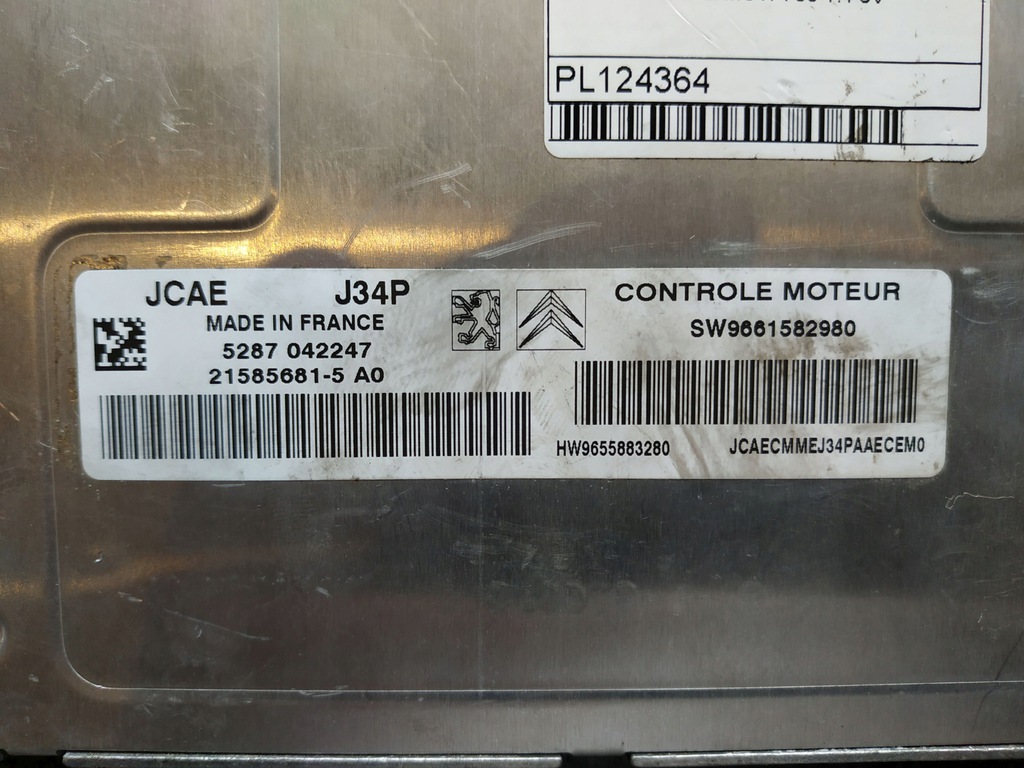 PL124364
JCAE J34P
MADE IN FRANCE
5287 042247
21585681-5 A0
CONTROLE MOTEUR
SW9661582980
HW9655883280 JCAECMMEJ34PAAECEM0